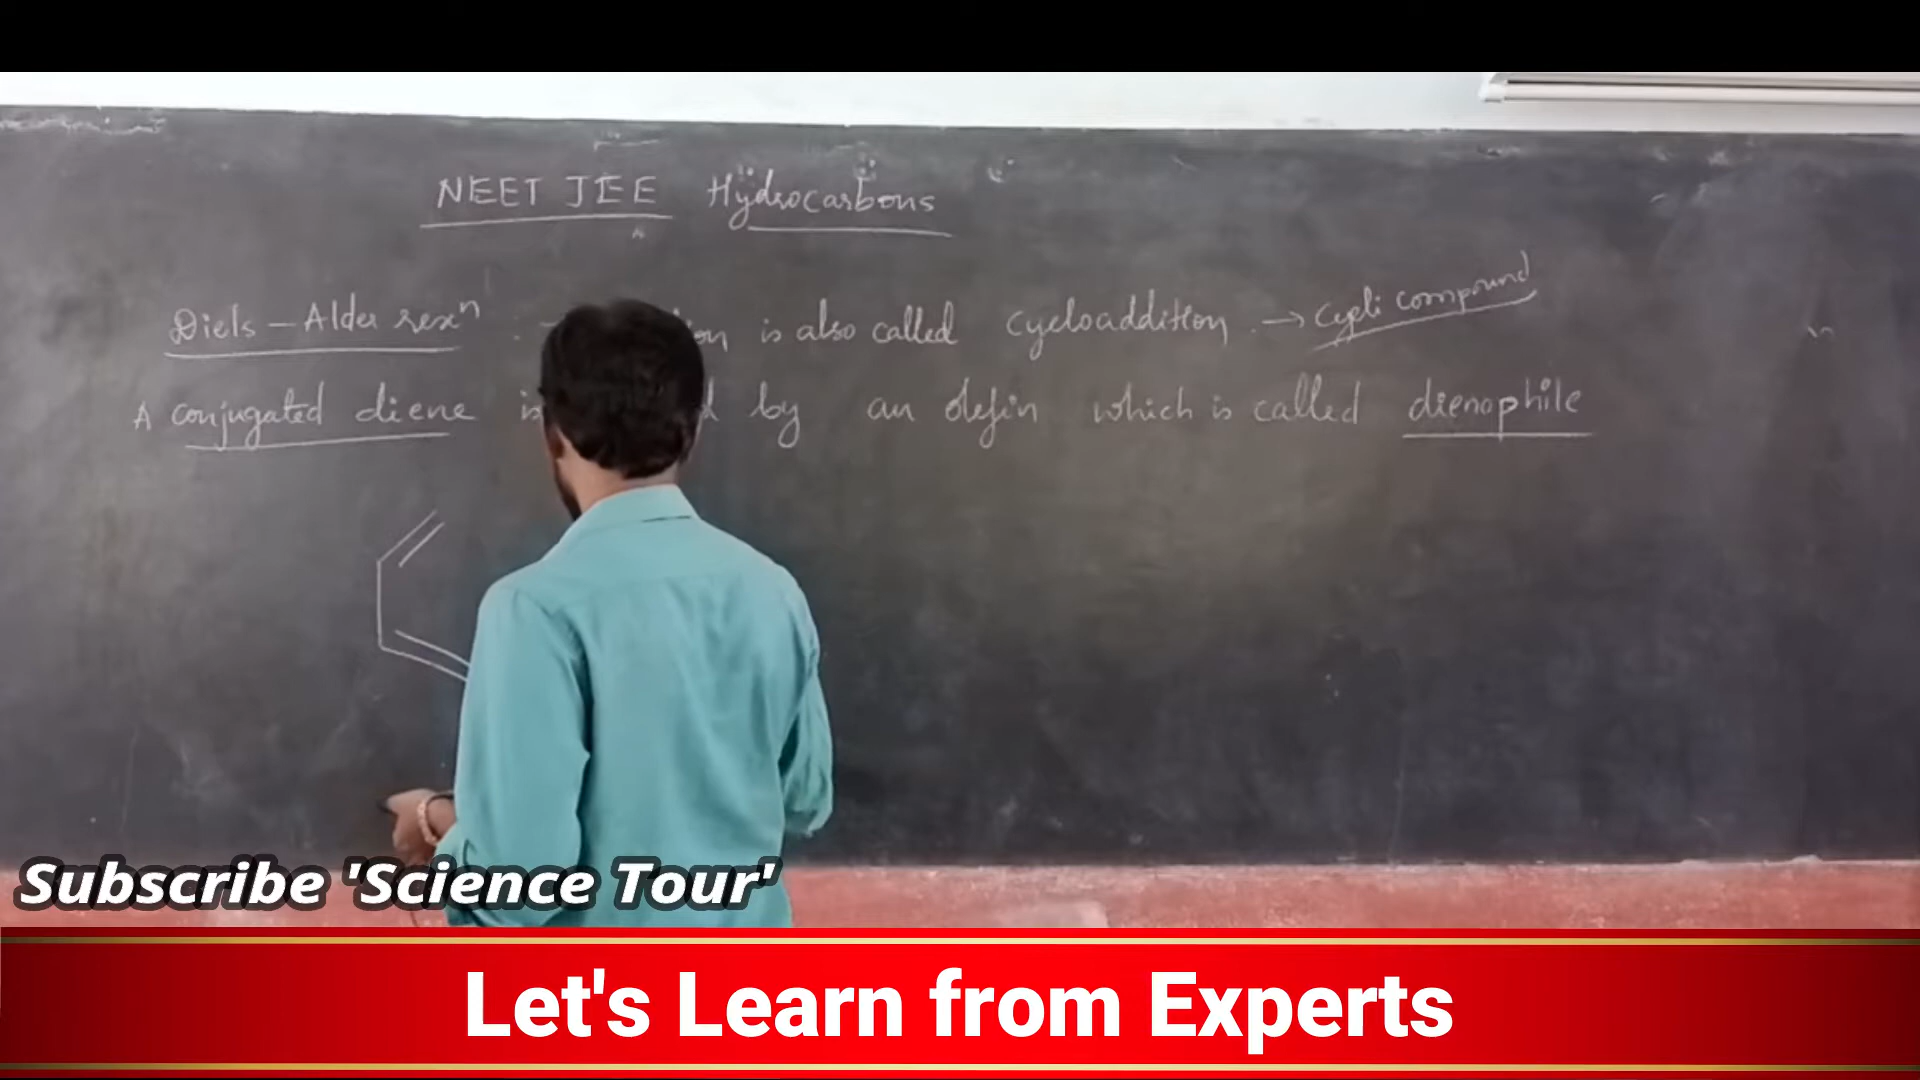 NEET JEE Hydrocarbons
Diels - Alder rexn is also called cycloaddition. → Cycli compound
A conjugated diene by an olefin which is called dienophile
Subscribe 'Science Tour'
Let's Learn from Experts